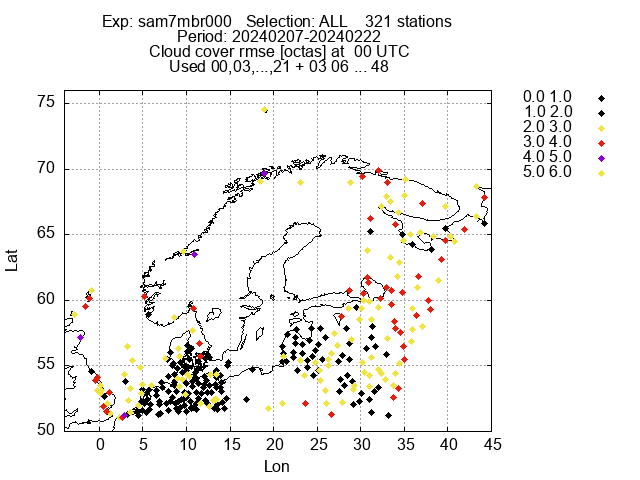 Exp: sam7mbr000 Selection: ALL 321 stations
Period: 20240207-20240222
Cloud cover rmse [octas] at 00 UTC
Used 00,03,...,21 + 03 06 ... 48
0.0 1.0
1.0 2.0
2.0 3.0
3.0 4.0
4.0 5.0
5.0 6.0
75
70
65
60
55
50
Lat
0 5 10 15 20 25 30 35 40 45
Lon